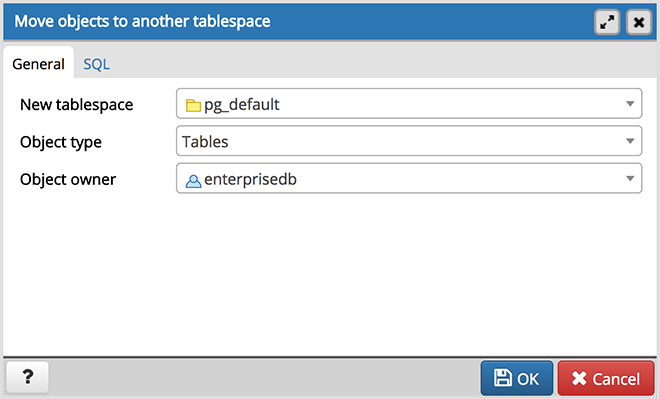 Move objects to another tablespace
General SQL
New tablespace pg_default
Object type Tables
Object owner enterprisedb
? OK Cancel